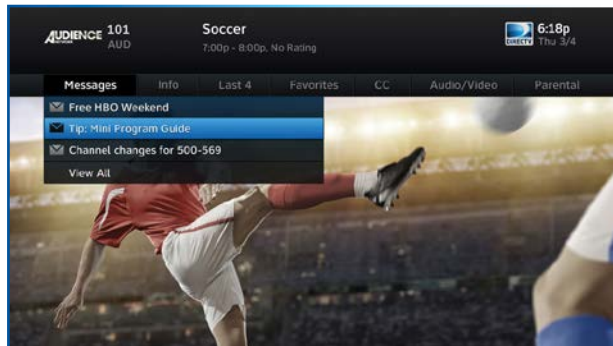 AUDIENCE NETWORK 101 AUD
Soccer
7:00p - 8:00p, No Rating
DIRECTV 6:18p
Thu 3/4
Messages Info Last 4 Favorites CC Audio/Video Parental
Free HBO Weekend
Tip: Mini Program Guide
Channel changes for 500-569
View All